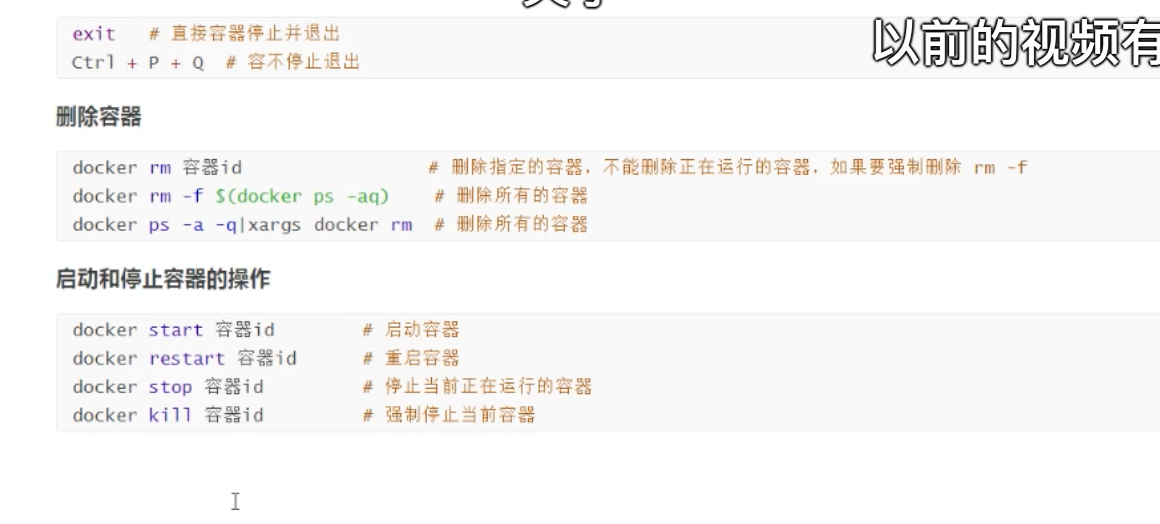 以前的视频有
exit # 直接容器停止并退出
Ctrl + P + Q # 容不停止退出
删除容器
docker rm 容器id # 删除指定的容器，不能删除正在运行的容器，如果要强制删除 rm -f
docker rm -f $(docker ps -aq) # 删除所有的容器
docker ps -a -q|xargs docker rm # 删除所有的容器
启动和停止容器的操作
docker start 容器id # 启动容器
docker restart 容器id # 重启容器
docker stop 容器id # 停止当前正在运行的容器
docker kill 容器id # 强制停止当前容器